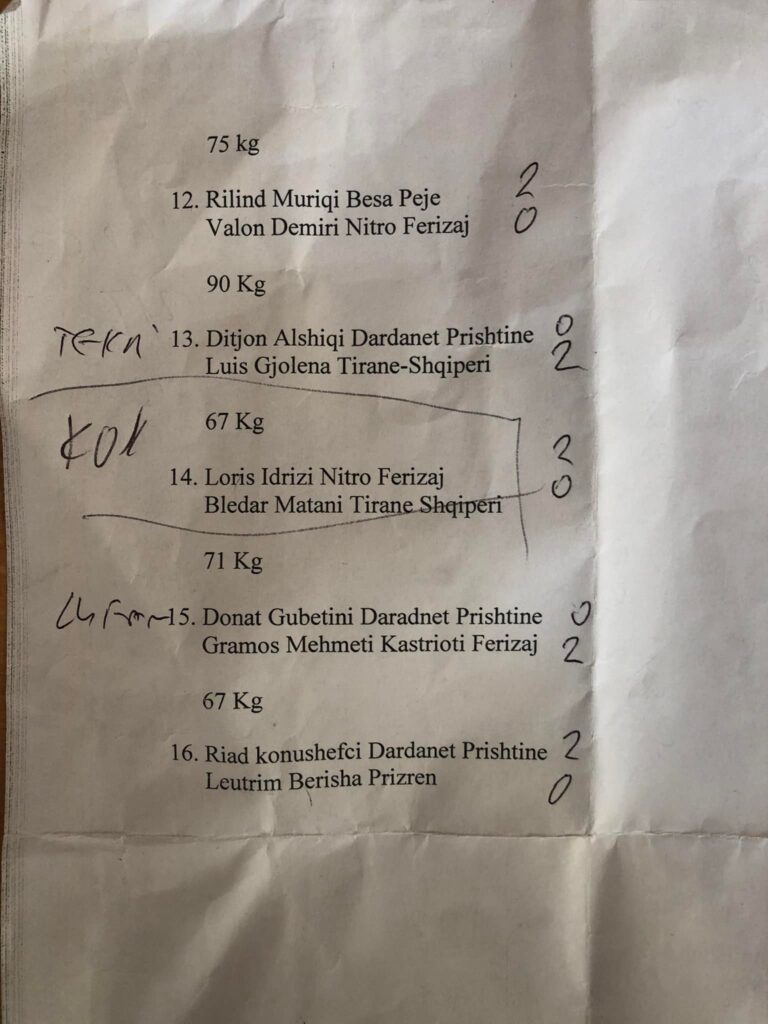 75 kg
12. Rilind Muriqi Besa Peje 2
Valon Demiri Nitro Ferizaj 0
90 Kg
13. Ditjon Alshiqi Dardanet Prishtine 0
Luis Gjolena Tirane-Shqiperi 2
67 Kg
14. Loris Idrizi Nitro Ferizaj 2
Bledar Matani Tirane Shqiperi 0
71 Kg
15. Donat Gubetini Daradnet Prishtine 0
Gramos Mehmeti Kastrioti Ferizaj 2
67 Kg
16. Riad konushefci Dardanet Prishtine 2
Leutrim Berisha Prizren 0